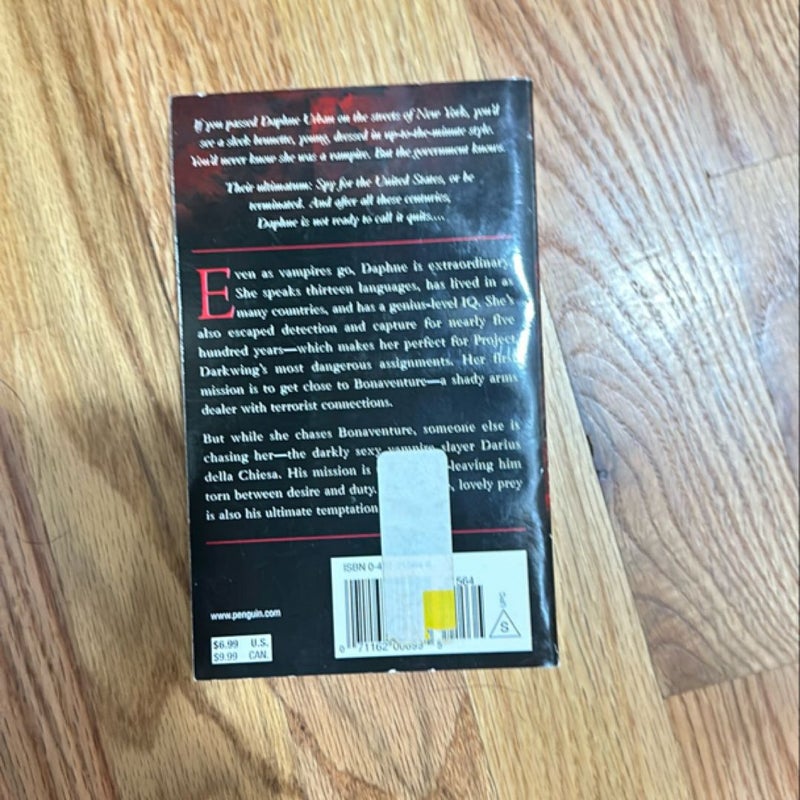 If you passed Daphne Urban on the streets of New York, you'd
see a sleek brunette, young, dressed in up-to-the-minute style.
You'd never know she was a vampire. But the government knows.
Their ultimatum: Spy for the United States, or be
terminated. And after all these centuries,
Daphne is not ready to call it quits....
Even as vampires go, Daphne is extraordinary.
She speaks thirteen languages, has lived in as
many countries, and has a genius-level IQ. She's
also escaped detection and capture for nearly five
hundred years—which makes her perfect for Project
Darkwing's most dangerous assignments. Her first
mission is to get close to Bonaventure—a shady arms
dealer with terrorist connections.
But while she chases Bonaventure, someone else is
chasing her—the darkly sexy vampire slayer Darius
della Chiesa. His mission is leaving him
torn between desire and duty. lovely prey
is also his ultimate temptation
ISBN 0-4
564
www.penguin.com
$6.99 U.S.
$9.99 CAN.
S
0 71162 00699 5